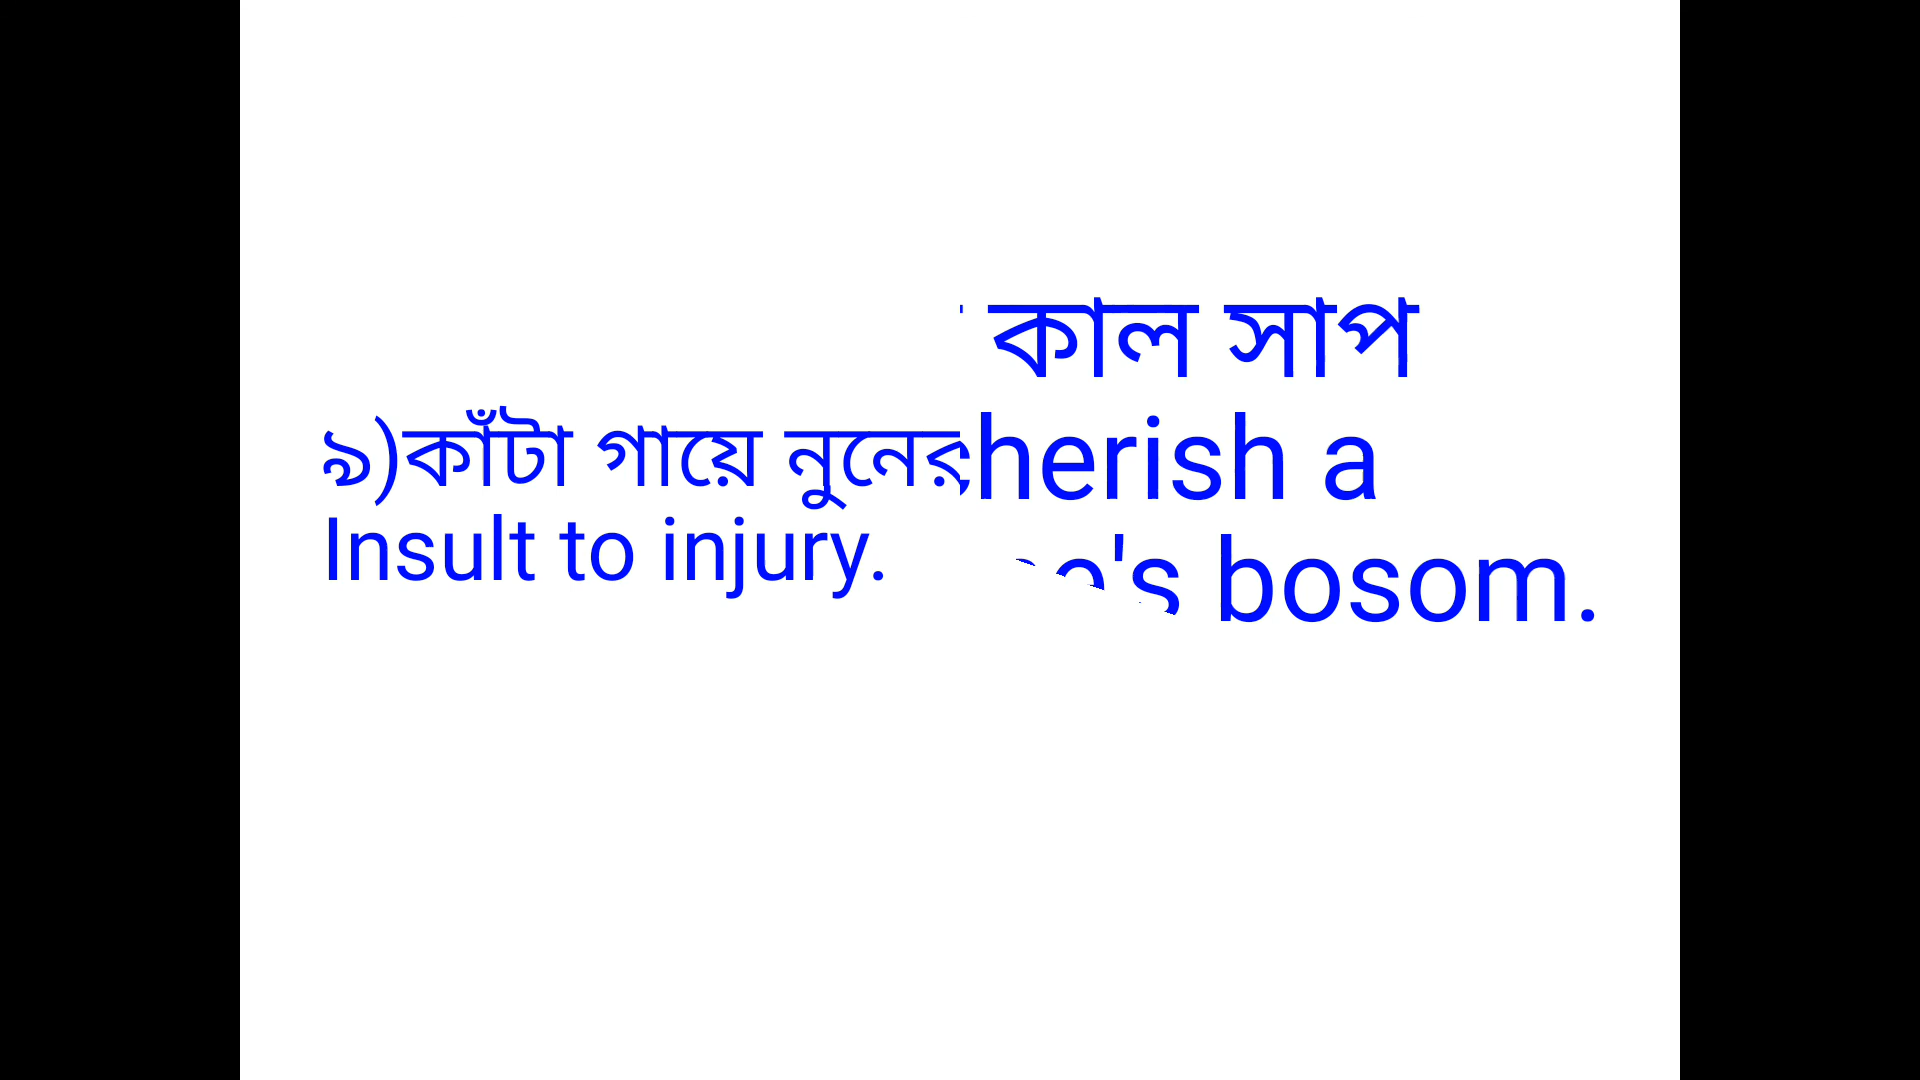 ৯)কাঁটা গায়ে নুনের
Insult to injury.
কাল সাপ
herish a
's bosom.